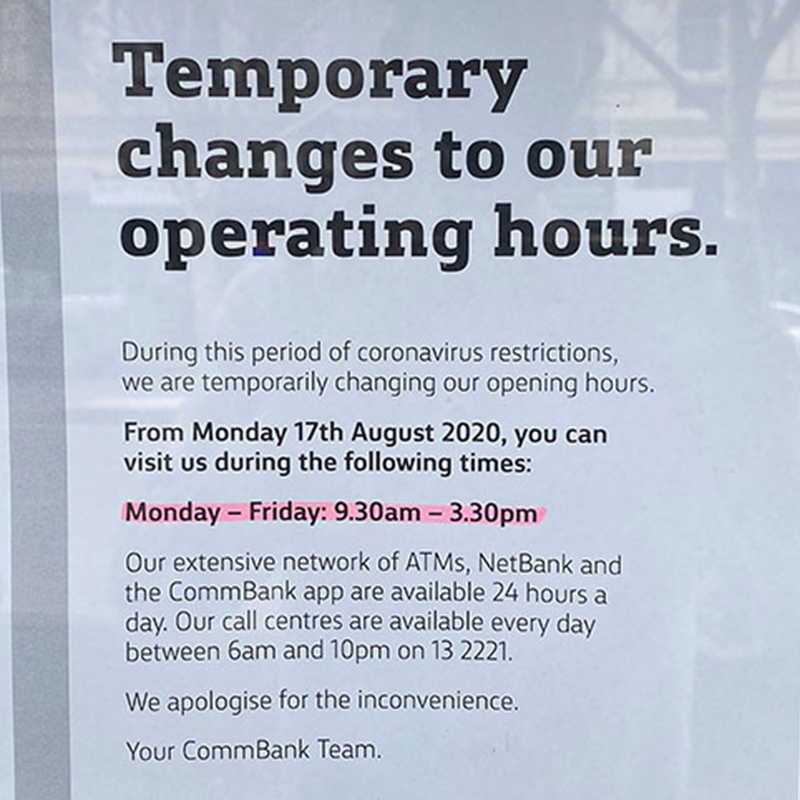 Temporary
changes to our
operating hours.
During this period of coronavirus restrictions,
we are temporarily changing our opening hours.
From Monday 17th August 2020, you can
visit us during the following times:
Monday – Friday: 9.30am – 3.30pm
Our extensive network of ATMs, NetBank and
the CommBank app are available 24 hours a
day. Our call centres are available every day
between 6am and 10pm on 13 2221.
We apologise for the inconvenience.
Your CommBank Team.